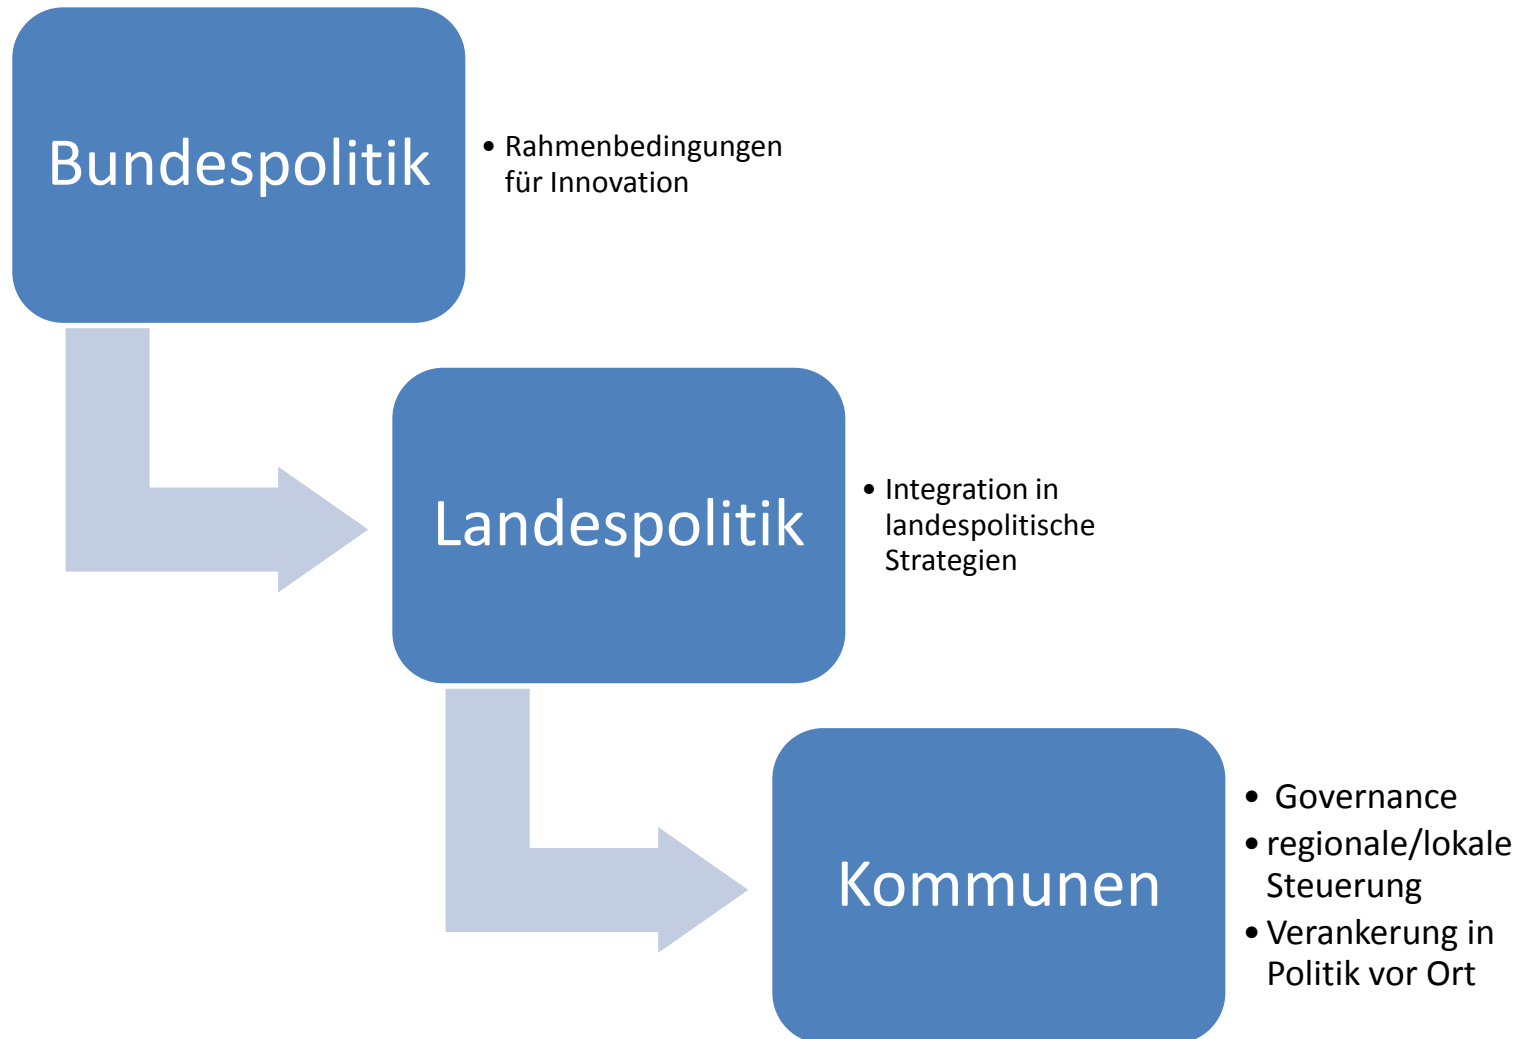 Bundespolitik
• Rahmenbedingungen
für Innovation
Landespolitik
• Integration in
landespolitische
Strategien
Kommunen
• Governance
• regionale/lokale
Steuerung
• Verankerung in
Politik vor Ort